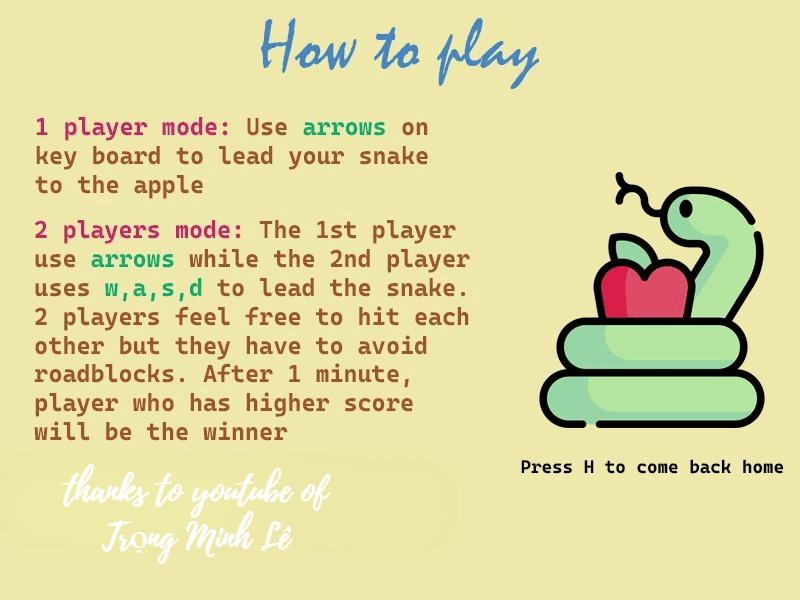 How to play
1 player mode: Use arrows on
key board to lead your snake
to the apple
2 players mode: The 1st player
use arrows while the 2nd player
uses w,a,s,d to lead the snake.
2 players feel free to hit each
other but they have to avoid
roadblocks. After 1 minute,
player who has higher score
will be the winner
Press H to come back home
thanks to youtube of
Trọng Minh Lê